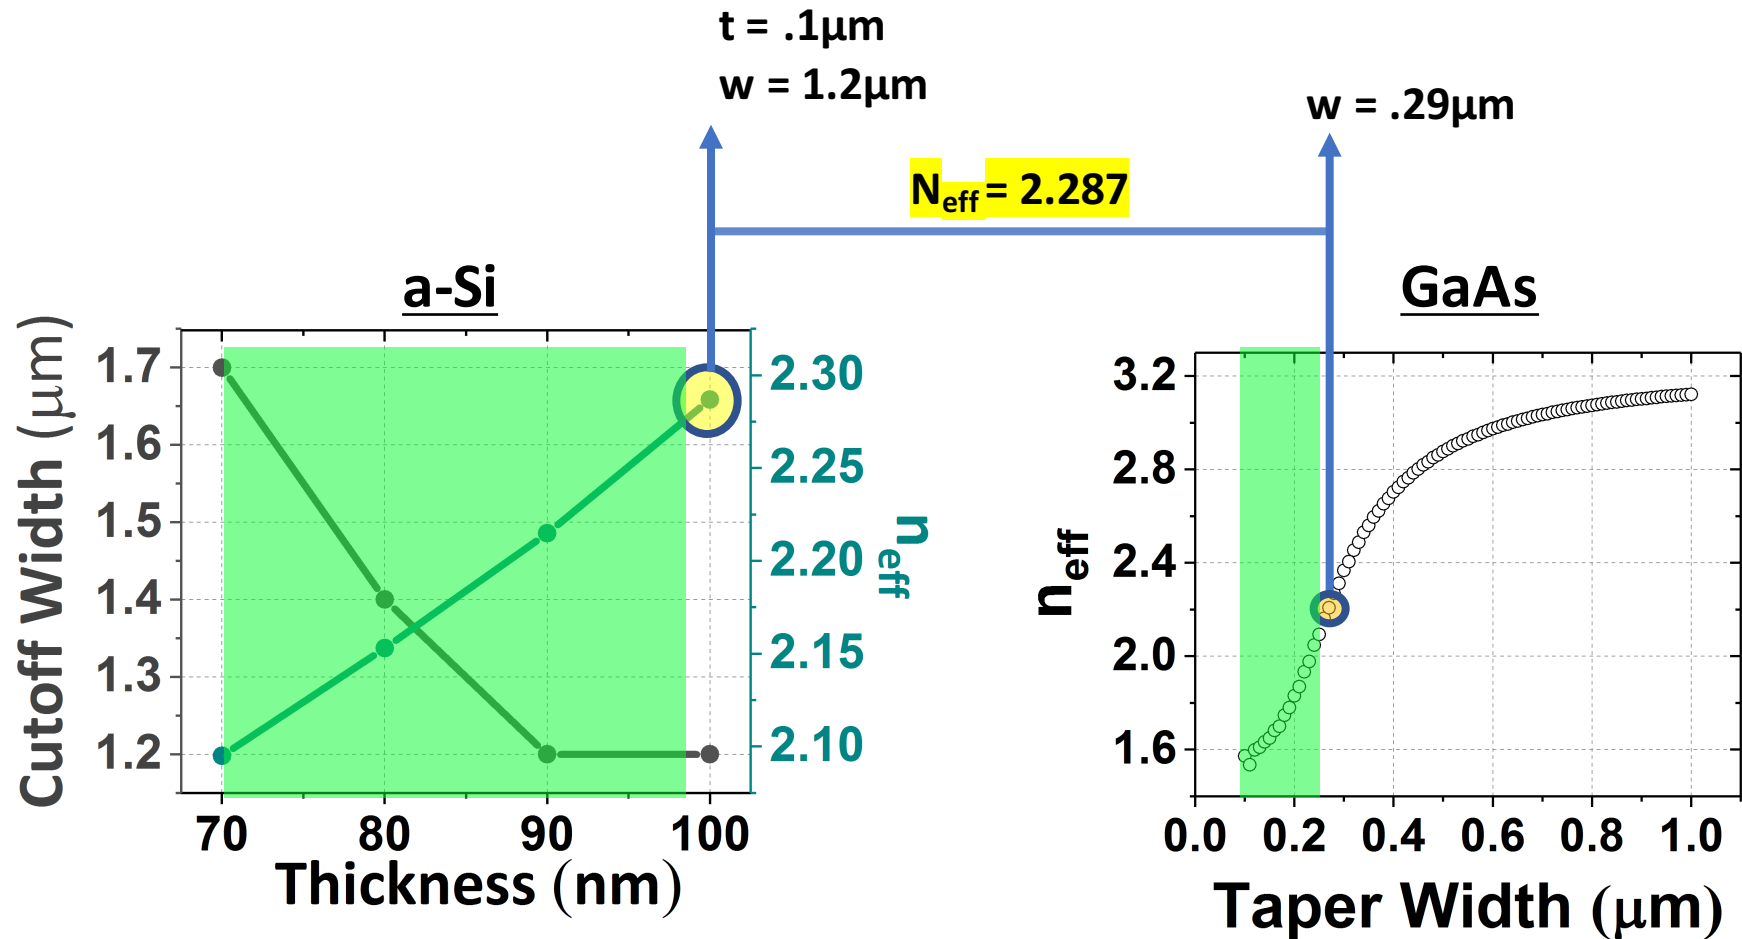 t = .1µm
w = 1.2µm
w = .29µm
Neff = 2.287
a-Si
Cutoff Width (µm)
1.7
1.6
1.5
1.4
1.3
1.2
70 80 90 100
Thickness (nm)
2.30
2.25
2.20
2.15
2.10
neff
GaAs
neff
3.2
2.8
2.4
2.0
1.6
0.0 0.2 0.4 0.6 0.8 1.0
Taper Width (µm)